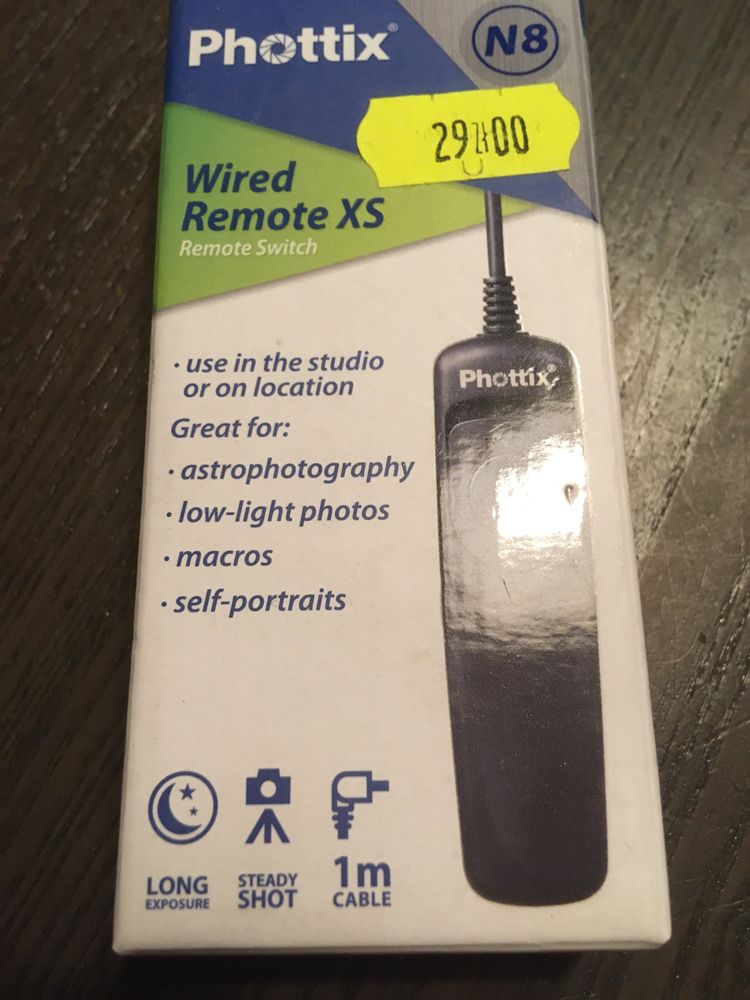 Phottix®
N8
29zł00
Wired
Remote XS
Remote Switch
Phottix®
· use in the studio
or on location
Great for:
· astrophotography
· low-light photos
· macros
· self-portraits
LONG
EXPOSURE
STEADY
SHOT
1m
CABLE